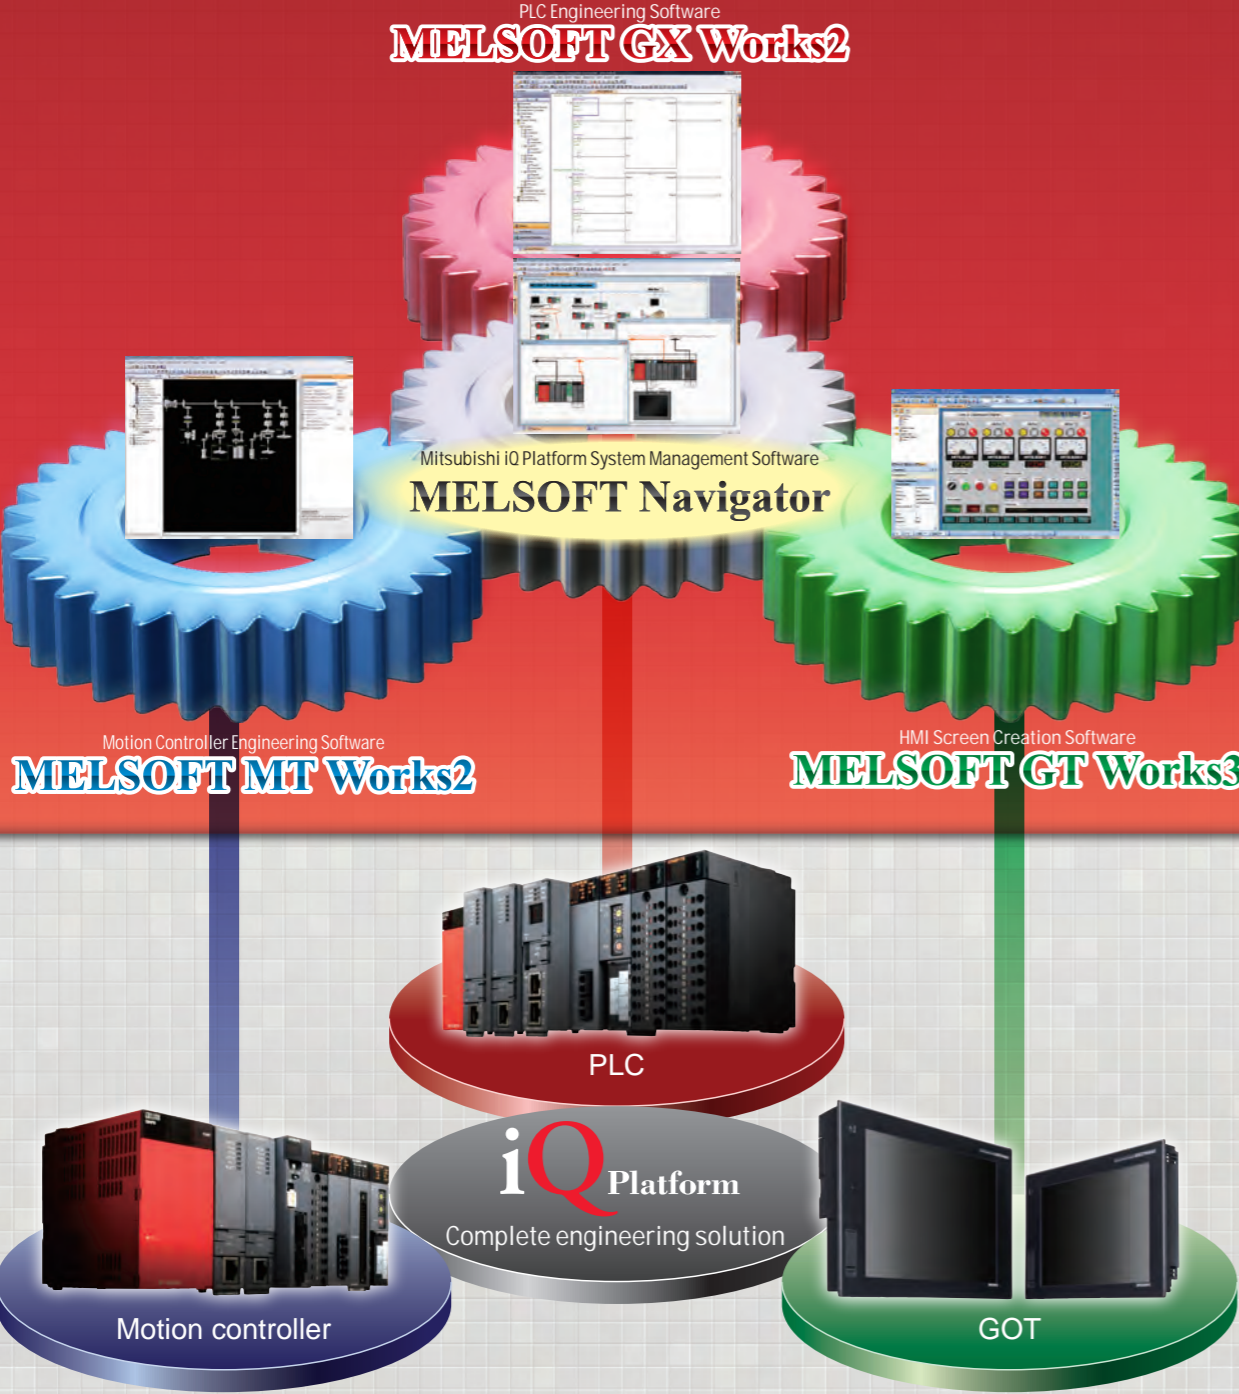 PLC Engineering Software
MELSOFT GX Works2
Mitsubishi iQ Platform System Management Software
MELSOFT Navigator
Motion Controller Engineering Software
MELSOFT MT Works2
HMI Screen Creation Software
MELSOFT GT Works3
PLC
iQ Platform
Complete engineering solution
Motion controller
GOT